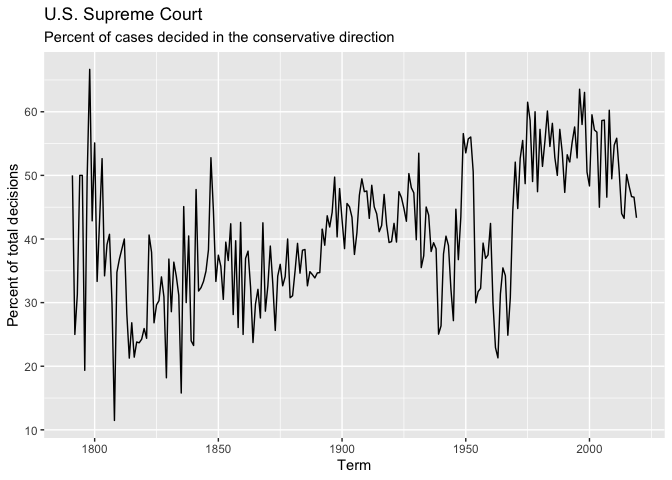 U.S. Supreme Court
Percent of cases decided in the conservative direction
Percent of total decisions
60
50
40
30
20
10
1800 1850 1900 1950 2000
Term